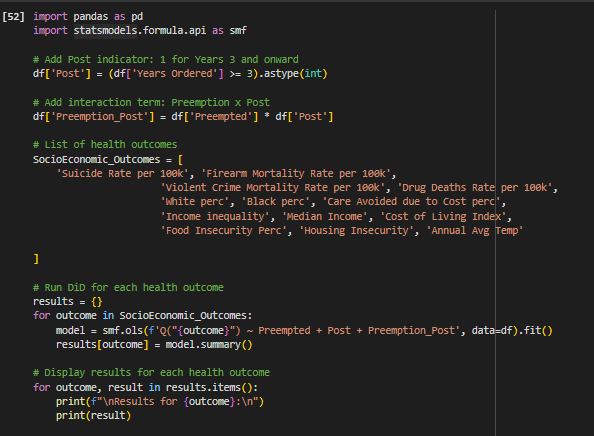 [52] import pandas as pd
import statsmodels.formula.api as smf
# Add Post indicator: 1 for Years 3 and onward
df['Post'] = (df['Years Ordered'] >= 3).astype(int)
# Add interaction term: Preemption x Post
df['Preemption_Post'] = df['Preempted'] * df['Post']
# List of health outcomes
SocioEconomic_Outcomes = [
'Suicide Rate per 100k', 'Firearm Mortality Rate per 100k',
'Violent Crime Mortality Rate per 100k', 'Drug Deaths Rate per 100k',
'White perc', 'Black perc', 'Care Avoided due to Cost perc',
'Income inequality', 'Median Income', 'Cost of Living Index',
'Food Insecurity Perc', 'Housing Insecurity', 'Annual Avg Temp'
]
# Run DiD for each health outcome
results = {}
for outcome in SocioEconomic_Outcomes:
model = smf.ols(f'Q("{outcome}") ~ Preempted + Post + Preemption_Post', data=df).fit()
results[outcome] = model.summary()
# Display results for each health outcome
for outcome, result in results.items():
print(f"\nResults for {outcome}:\n")
print(result)